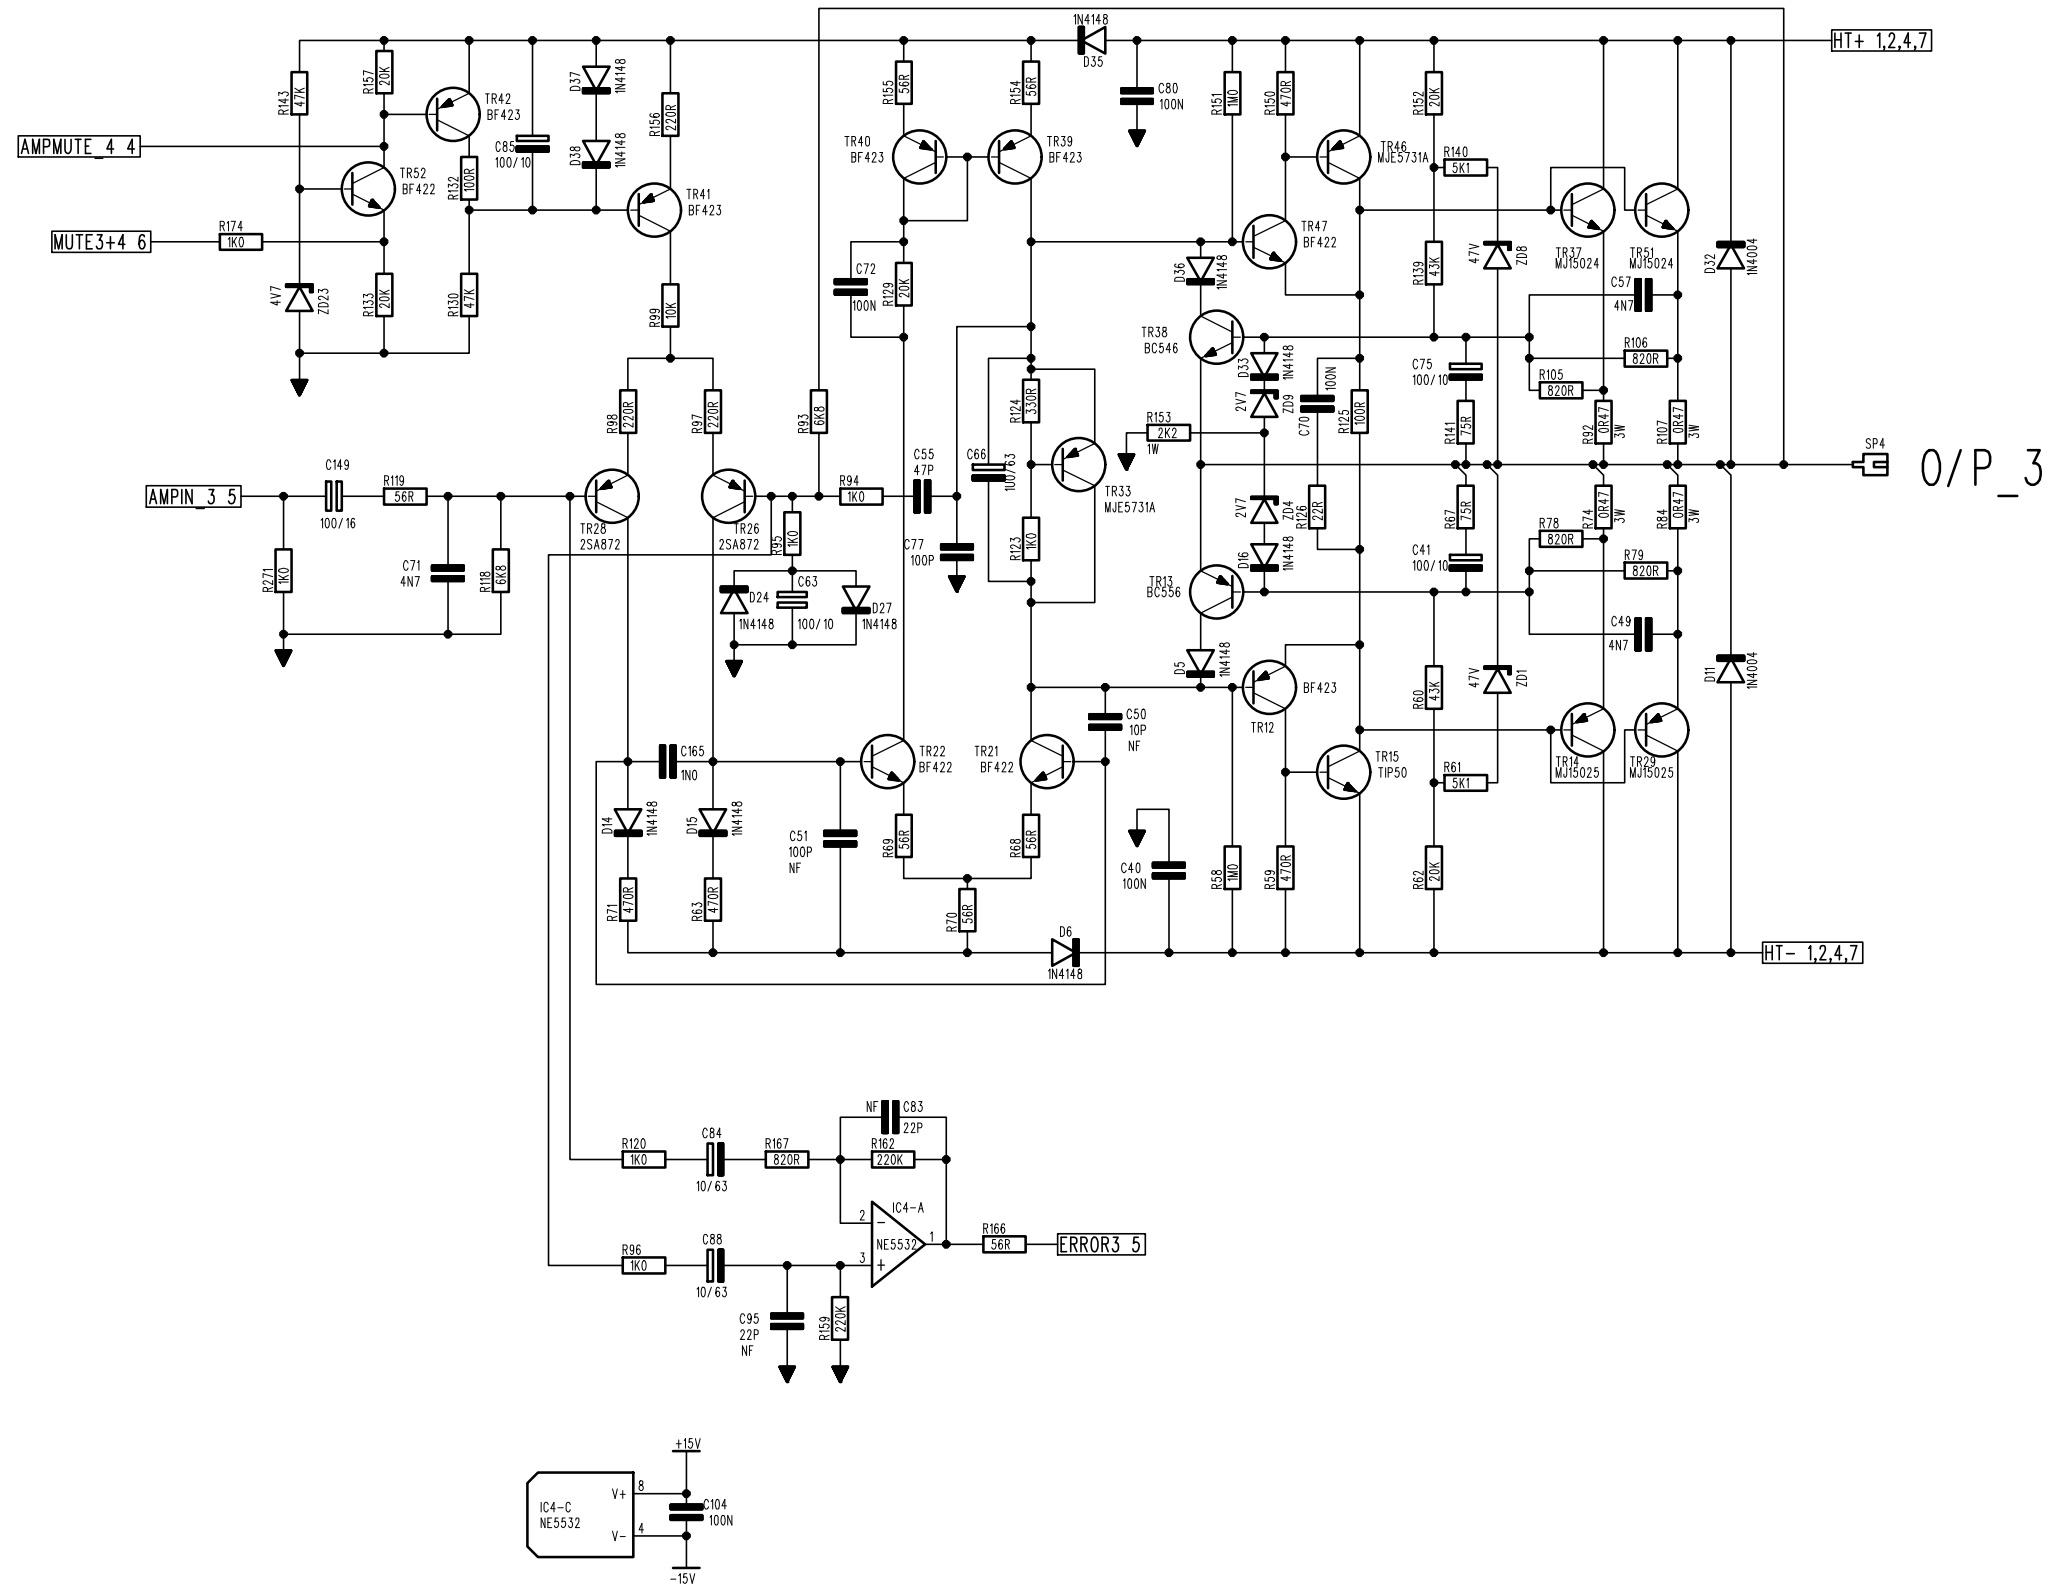 1N4148
D35
HT+ 1,2,4,7
R143
47K
R157
20K
TR42
BF423
D37
1N4148
R156
220R
R155
56R
R154
56R
C80
100N
R151
1M0
R150
470R
R152
20K
AMPMUTE_4 4
TR52
BF422
R132
100R
C85
100/10
D38
1N4148
TR41
BF423
TR40
BF423
TR39
BF423
TR46
MJE5731A
R140
5K1
MUTE3+4 6
R174
1K0
4V7
ZD23
R133
20K
R130
47K
R99
10K
C72
100N
R129
20K
D36
1N4148
TR47
BF422
R139
43K
47V
ZD8
TR37
MJ15024
TR51
MJ15024
D32
1N4004
C57
4N7
TR38
BC546
D33
1N4148
2V7
ZD9
C70
100N
R125
100R
C75
100/10
R106
820R
R105
820R
R98
220R
R97
220R
R93
6K8
R124
330R
R153
2K2
1W
R141
75R
R92
0R47
3W
R107
0R47
3W
SP4
O/P_3
AMPIN_3 5
C149
100/16
R119
56R
TR28
2SA872
TR26
2SA872
R94
1K0
C55
47P
C66
100/63
TR33
MJE5731A
2V7
ZD4
R126
22R
R67
75R
R74
0R47
3W
R84
0R47
3W
R78
820R
R79
820R
R271
1K0
C71
4N7
R118
6K8
R95
1K0
C77
100P
R123
1K0
D16
1N4148
C41
100/10
D24
1N4148
C63
100/10
D27
1N4148
TR13
BC556
C49
4N7
D5
1N4148
TR12
BF423
R60
43K
47V
ZD1
D11
1N4004
C50
10P
NF
C165
1N0
TR22
BF422
TR21
BF422
TR15
TIP50
R61
5K1
TR14
MJ15025
TR29
MJ15025
D14
1N4148
D15
1N4148
C51
100P
NF
R69
56R
R68
56R
C40
100N
R58
1M0
R59
470R
R62
20K
R71
470R
R63
470R
R70
56R
D6
1N4148
HT- 1,2,4,7
NF
C83
22P
R120
1K0
C84
10/63
R167
820R
R162
220K
IC4-A
2
−
NE5532
1
3
+
R166
56R
ERROR3 5
R96
1K0
C88
10/63
C95
22P
NF
R159
220K
+15V
IC4-C
NE5532
V+
8
V-
4
C104
100N
-15V